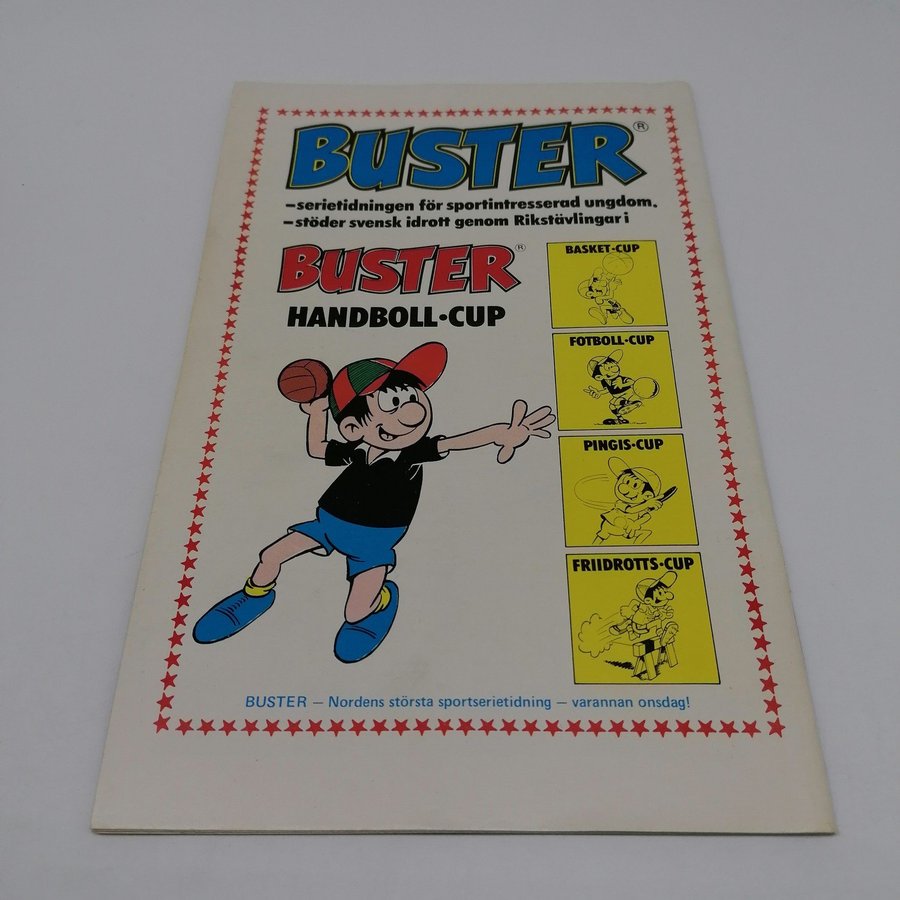 BUSTER®
–serietidningen för sportintresserad ungdom.
–stöder svensk idrott genom Rikstävlingar i
BUSTER®
HANDBOLL·CUP
BASKET·CUP
FOTBOLL·CUP
PINGIS·CUP
FRIIDROTTS·CUP
BUSTER – Nordens största sportserietidning – varannan onsdag!